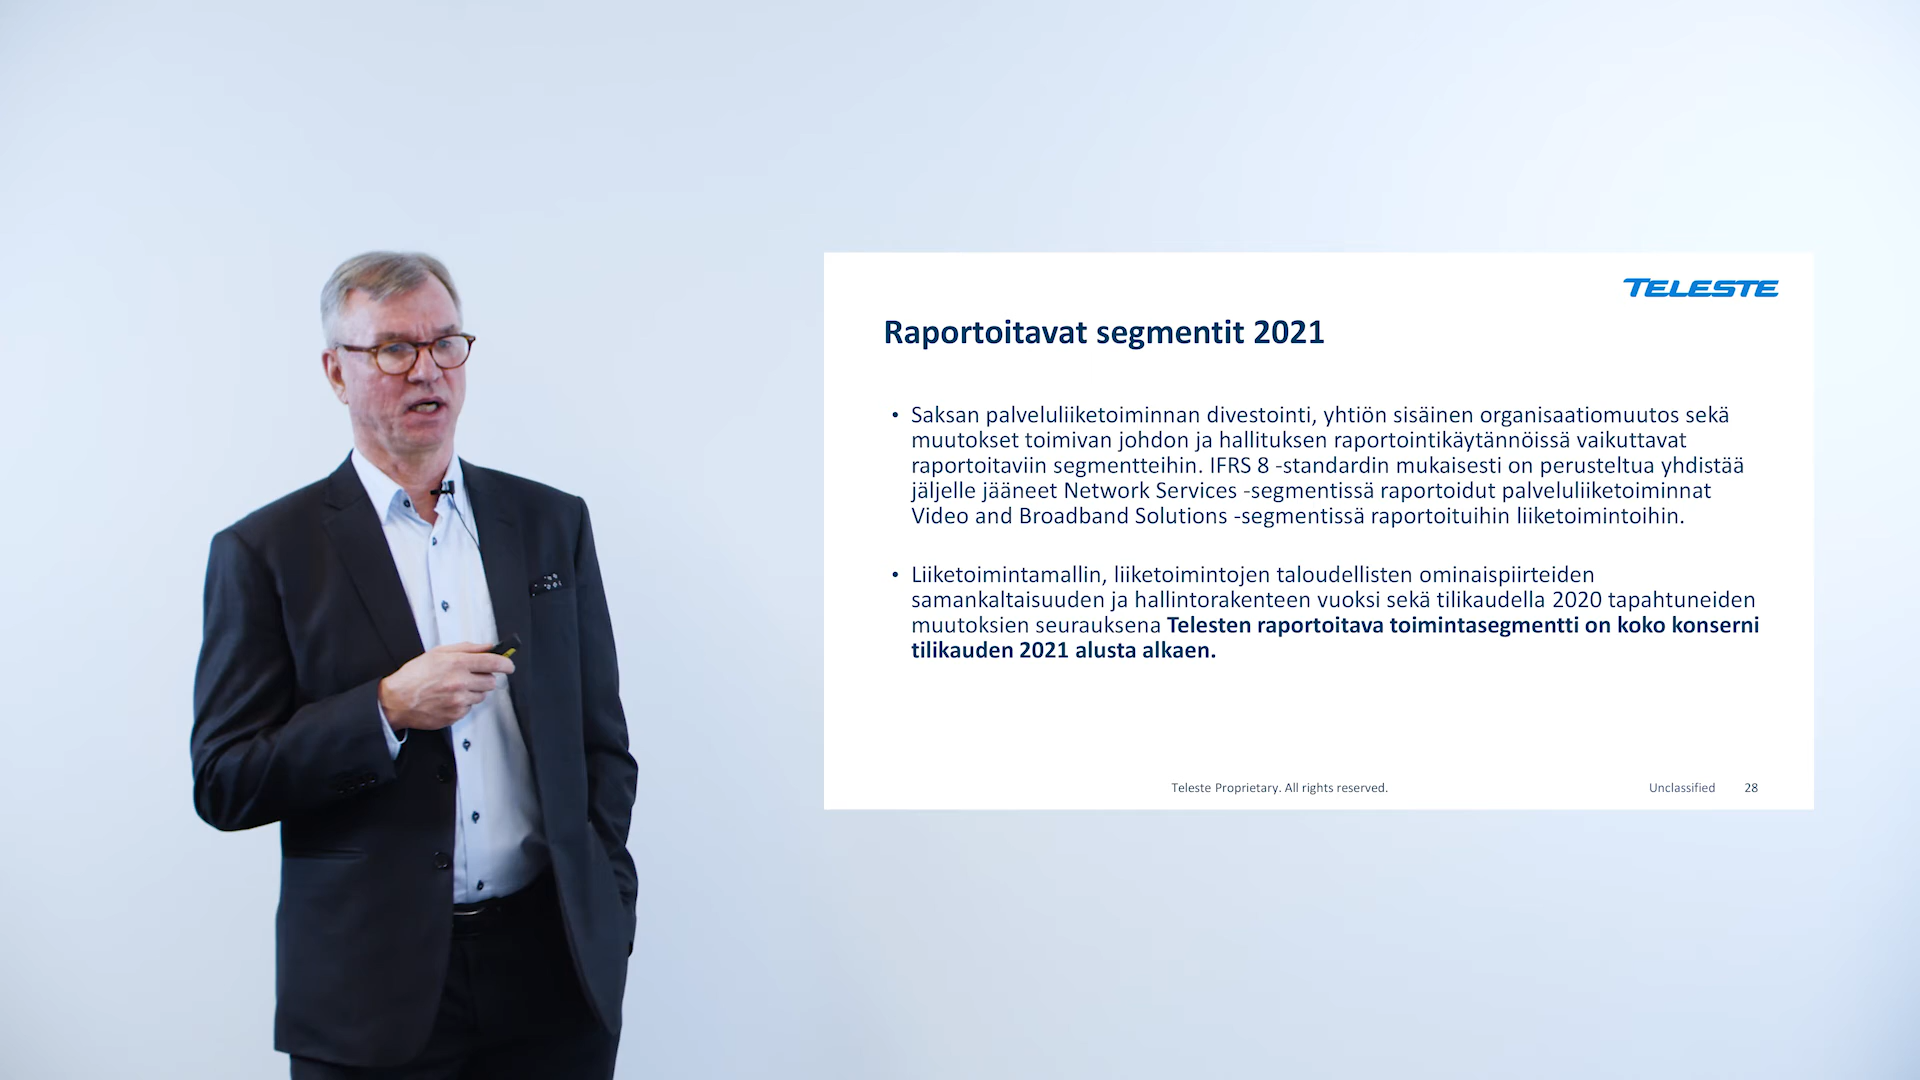 TELESTE
Raportoitavat segmentit 2021
• Saksan palveluliiketoiminnan divestointi, yhtiön sisäinen organisaatiomuutos sekä
muutokset toimivan johdon ja hallituksen raportointikäytännöissä vaikuttavat
raportoitaviin segmentteihin. IFRS 8 -standardin mukaisesti on perusteltua yhdistää
jäljelle jääneet Network Services -segmentissä raportoidut palveluliiketoiminnat
Video and Broadband Solutions -segmentissä raportoituihin liiketoimintoihin.
• Liiketoimintamallin, liiketoimintojen taloudellisten ominaispiirteiden
samankaltaisuuden ja hallintorakenteen vuoksi sekä tilikaudella 2020 tapahtuneiden
muutoksien seurauksena Telesten raportoitava toimintasegmentti on koko konserni
tilikauden 2021 alusta alkaen.
Teleste Proprietary. All rights reserved. Unclassified 28